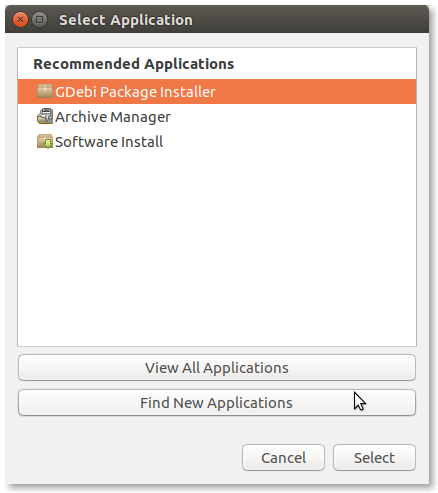 Select Application
Recommended Applications
GDebi Package Installer
Archive Manager
Software Install
View All Applications
Find New Applications
Cancel
Select